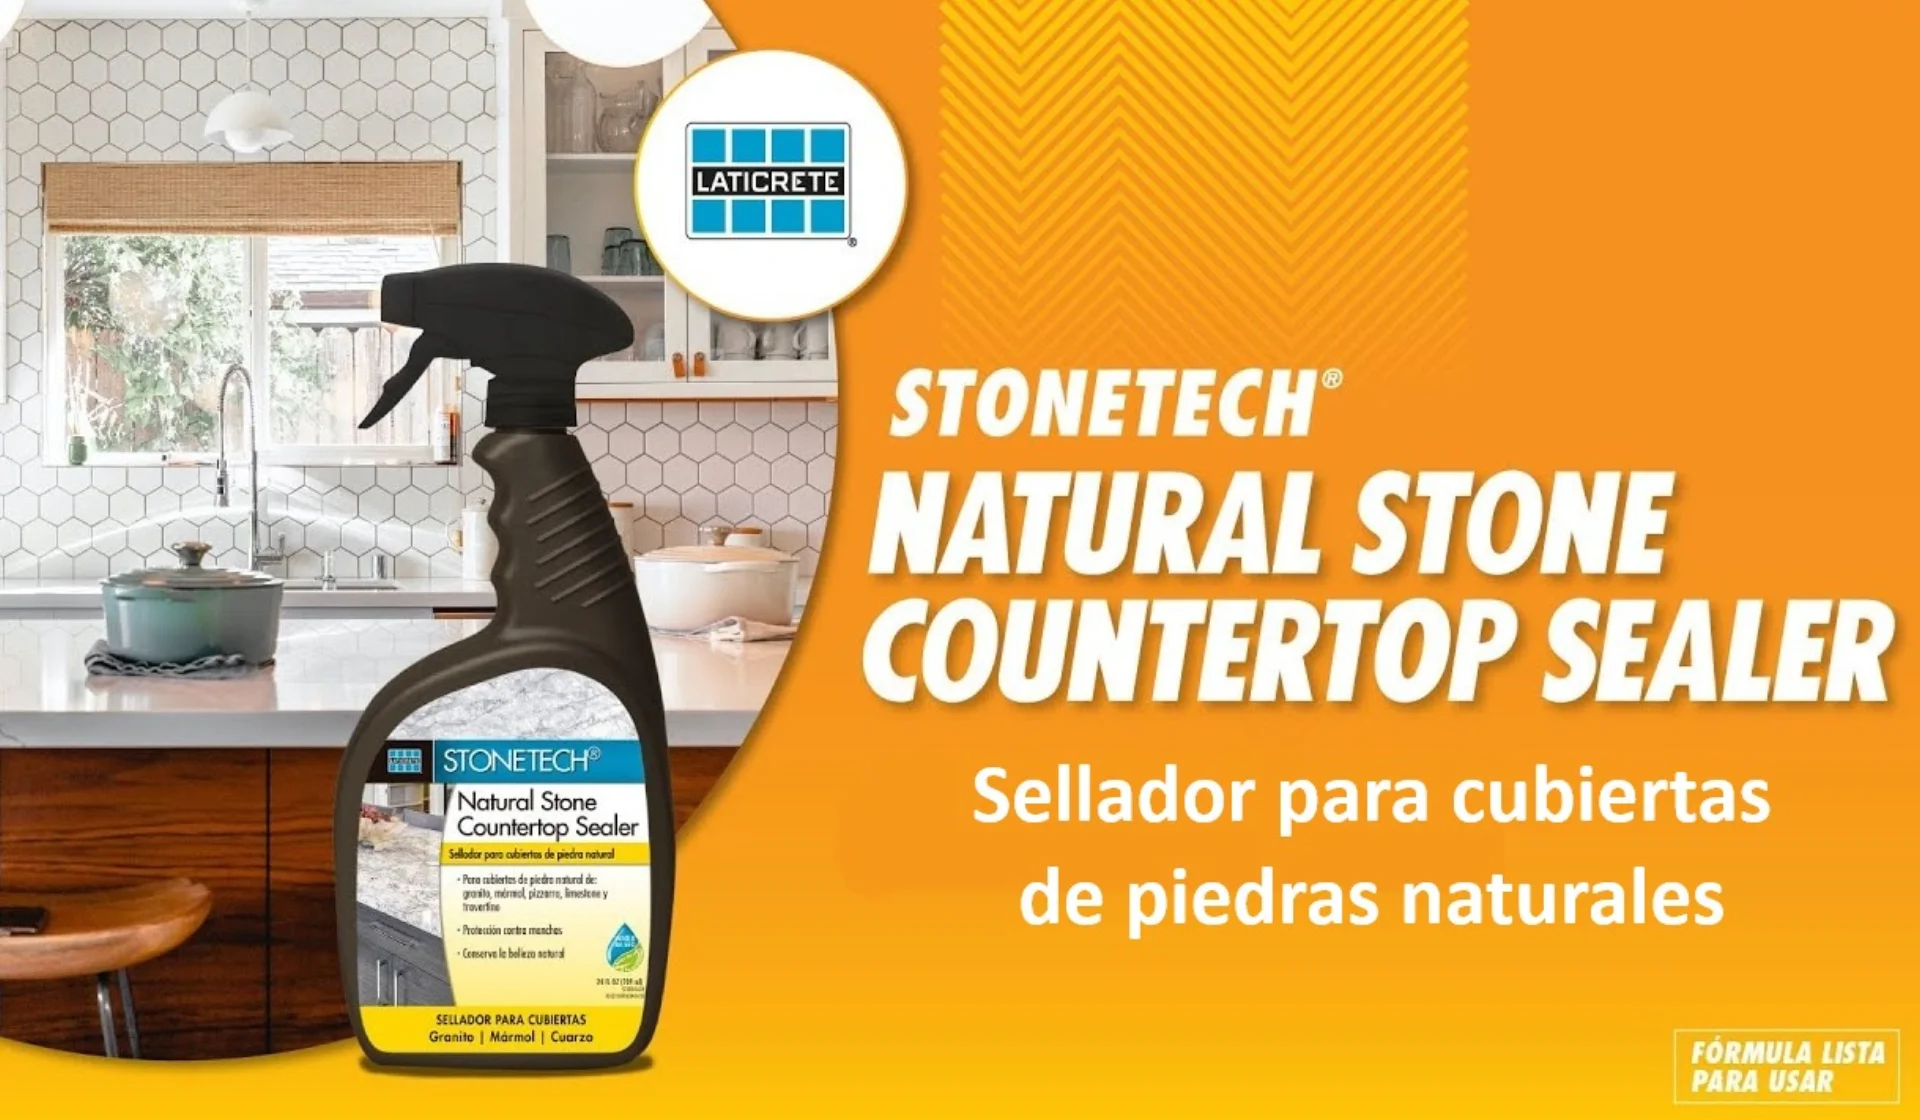 LATICRETE
®
STONETECH®
NATURAL STONE
COUNTERTOP SEALER
Sellador para cubiertas
de piedras naturales
STONETECH®
Natural Stone
Countertop Sealer
Sellador para cubiertas de piedra natural
• Para cubiertas de piedra natural de:
granito, mármol, pizarra, limestone y
travertino
• Protección contra manchas
• Conserva la belleza natural
SELLADOR PARA CUBIERTAS
Granito | Mármol | Cuarzo
FÓRMULA LISTA
PARA USAR